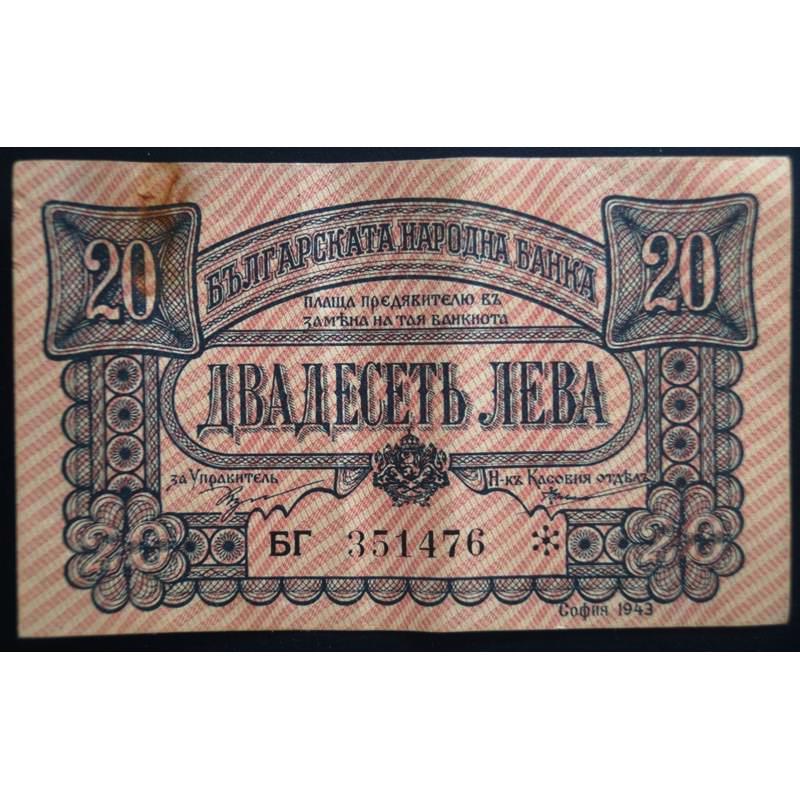 20 БЪЛГАРСКАТА НАРОДНА БАНКА 20
ПЛАЩА ПРЕДЯВИТЕЛЮ ВЪ
ЗАМѢНА НА ТАЯ БАНКНОТА
ДВАДЕСЕТЬ ЛЕВА
за Управитель
Н-къ Касовия отдѣлъ
20 БГ 351476 * 20
София 1943